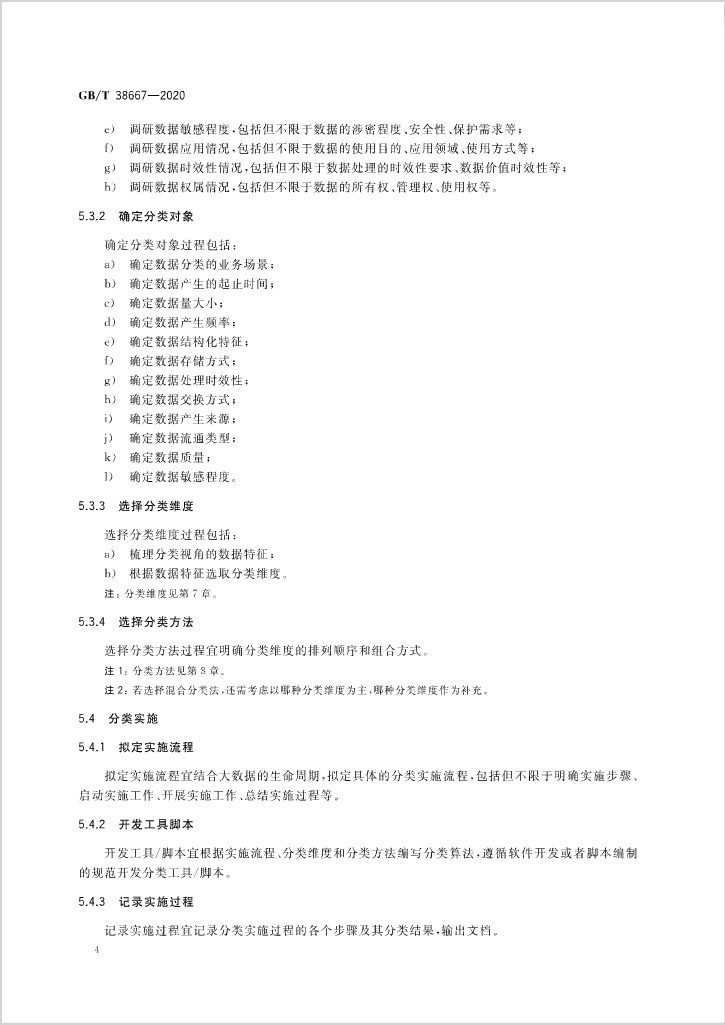 GB/T 38667—2020
e） 调研数据敏感程度,包括但不限于数据的涉密程度、安全性、保护需求等;
f） 调研数据应用情况,包括但不限于数据的使用目的、应用领域、使用方式等;
g） 调研数据时效性情况,包括但不限于数据处理的时效性要求、数据价值时效性等;
h） 调研数据权属情况,包括但不限于数据的所有权、管理权、使用权等。
5.3.2 确定分类对象
确定分类对象过程包括:
a） 确定数据分类的业务场景;
b） 确定数据产生的起止时间;
c） 确定数据量大小;
d） 确定数据产生频率;
e） 确定数据结构化特征;
f） 确定数据存储方式;
g） 确定数据处理时效性;
h） 确定数据交换方式;
i） 确定数据产生来源;
j） 确定数据流通类型;
k） 确定数据质量;
l） 确定数据敏感程度。
5.3.3 选择分类维度
选择分类维度过程包括:
a） 梳理分类视角的数据特征;
b） 根据数据特征选取分类维度。
注:分类维度见第7章。
5.3.4 选择分类方法
选择分类方法过程宜明确分类维度的排列顺序和组合方式。
注1:分类方法见第8章。
注2:若选择混合分类法,还需考虑以哪种分类维度为主,哪种分类维度作为补充。
5.4 分类实施
5.4.1 拟定实施流程
拟定实施流程宜结合大数据的生命周期,拟定具体的分类实施流程,包括但不限于明确实施步骤、
启动实施工作、开展实施工作、总结实施过程等。
5.4.2 开发工具脚本
开发工具/脚本宜根据实施流程、分类维度和分类方法编写分类算法,遵循软件开发或者脚本编制
的规范开发分类工具/脚本。
5.4.3 记录实施过程
记录实施过程宜记录分类实施过程的各个步骤及其分类结果,输出文档。
4